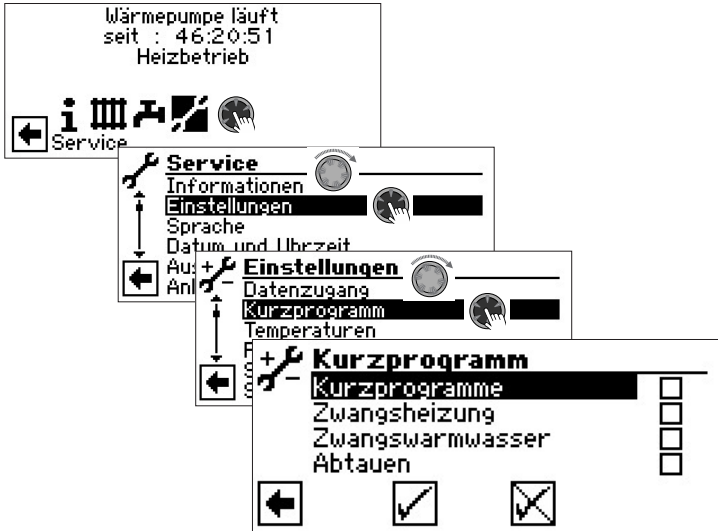 Wärmepumpe läuft
seit : 46:20:51
Heizbetrieb
Service
Service
Informationen
Einstellungen
Sprache
Datum und Uhrzeit
Einstellungen
Datenzugang
Kurzprogramm
Temperaturen
Kurzprogramm
Kurzprogramme
Zwangsheizung
Zwangswarmwasser
Abtauen